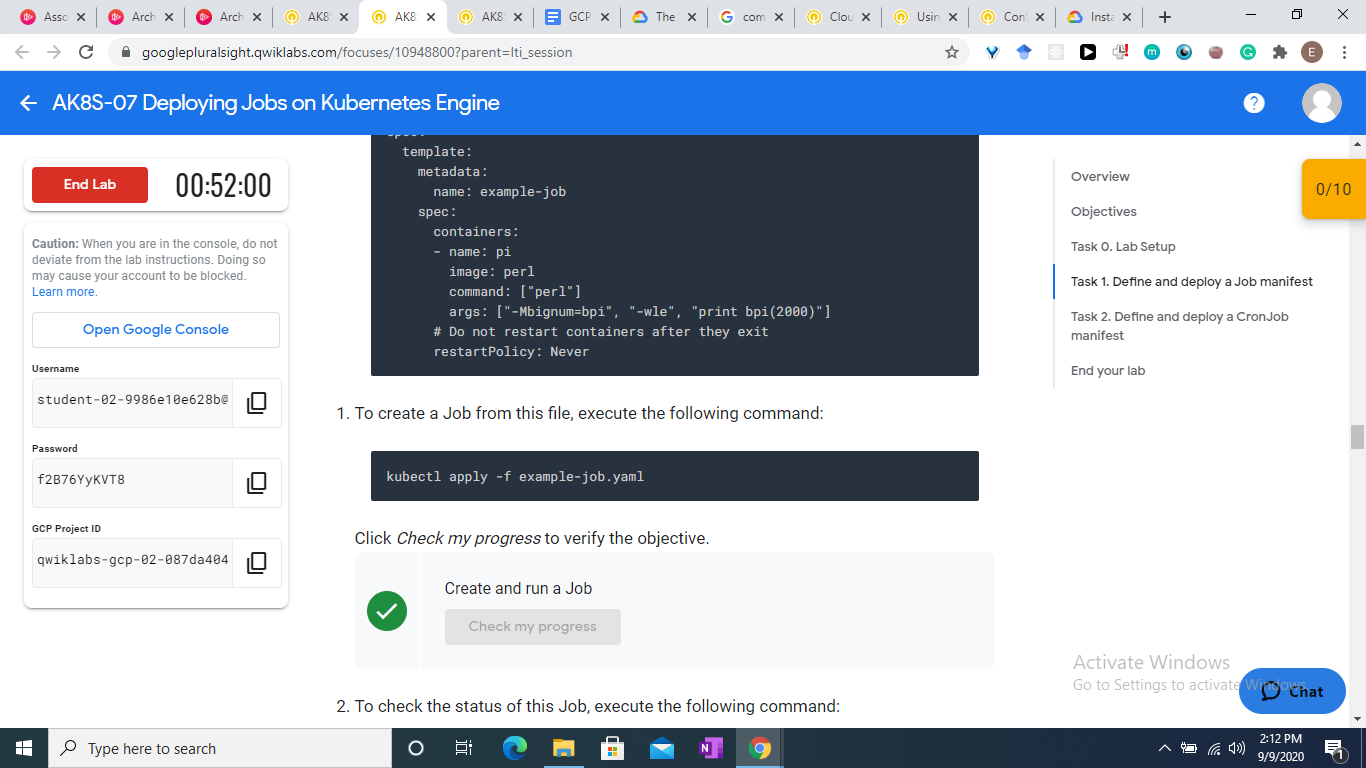 Asso
Arch
Arch
AK8
AK8
AK8
GCP
The
com
Clou
Usin
Con
Insta
googlepluralsight.qwiklabs.com/focuses/10948800?parent=lti_session
E
AK8S-07 Deploying Jobs on Kubernetes Engine
End Lab
00:52:00
Caution: When you are in the console, do not
deviate from the lab instructions. Doing so
may cause your account to be blocked.
Learn more.
Open Google Console
Username
student-02-9986e10e628b@
Password
f2B76YyKVT8
GCP Project ID
qwiklabs-gcp-02-087da404
spec:
template:
metadata:
name: example-job
spec:
containers:
- name: pi
image: perl
command: ["perl"]
args: ["-Mbignum=bpi", "-wle", "print bpi(2000)"]
# Do not restart containers after they exit
restartPolicy: Never
1. To create a Job from this file, execute the following command:
kubectl apply -f example-job.yaml
Click Check my progress to verify the objective.
Create and run a Job
Check my progress
2. To check the status of this Job, execute the following command:
Overview
Objectives
Task 0. Lab Setup
Task 1. Define and deploy a Job manifest
Task 2. Define and deploy a CronJob
manifest
End your lab
0/10
Activate Windows
Go to Settings to activate Windows.
Chat
Type here to search
2:12 PM
9/9/2020
1